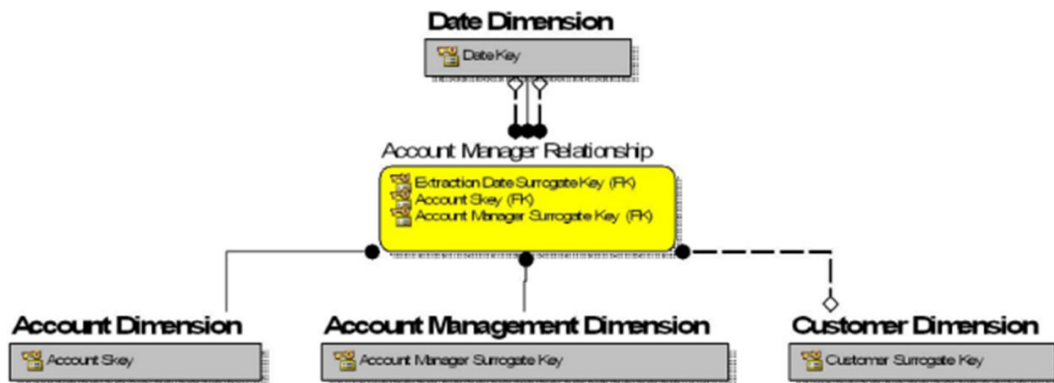 Date Dimension
Date Key
Account Manager Relationship
Extraction Date Surrogate Key (FK)
Account Skey (FK)
Account Manager Surrogate Key (FK)
Account Dimension
Account Skey
Account Management Dimension
Account Manager Surrogate Key
Customer Dimension
Customer Surrogate Key